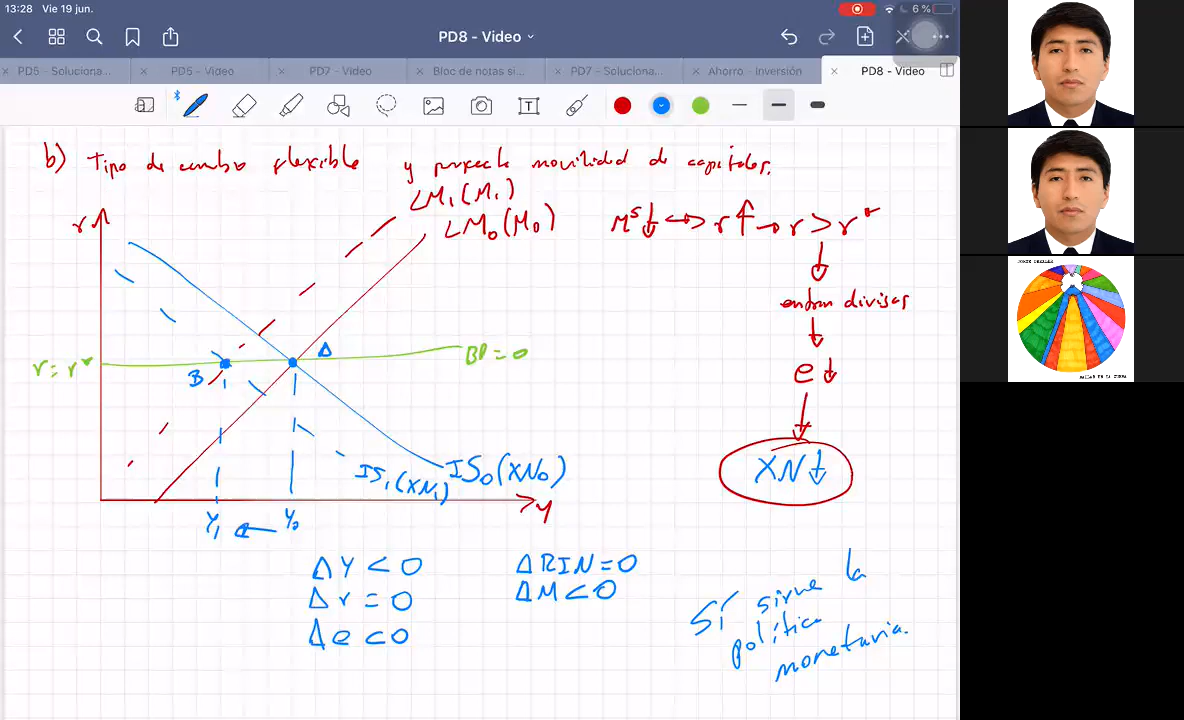 13:28 Vie 19 jun.
6 %
PD8 - Video
PD5 - Soluciona...
PD5 - Video
PD7 - Video
Bloc de notas si...
PD7 - Soluciona...
Ahorro - Inversión
PD8 - Video
b) Tipo de cambio flexible y perfecta movilidad de capitales.
LM₁(M₁)
LM₀(M₀)
r
Mˢ↓ ↔ r↑ → r > r*
↓
entran divisas
↓
e↓
↓
XN↓
r = r*
B
A
BP = 0
IS₁(XN₁)
IS₀(XN₀)
Y
Y₁ ← Y₀
ΔY < 0
Δr = 0
Δe < 0
ΔRIN = 0
ΔM < 0
Sí sirve la
política
monetaria.